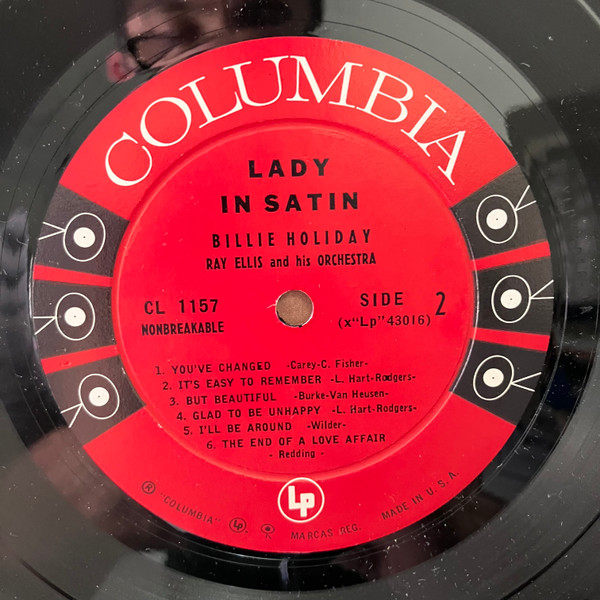 COLUMBIA
LADY
IN SATIN
BILLIE HOLIDAY
RAY ELLIS and his ORCHESTRA
CL 1157
NONBREAKABLE
SIDE 2
(x"Lp"43016)
1. YOU'VE CHANGED -Carey-C. Fisher-
2. IT'S EASY TO REMEMBER -L. Hart-Rodgers-
3. BUT BEAUTIFUL -Burke-Van Heusen-
4. GLAD TO BE UNHAPPY -L. Hart-Rodgers-
5. I'LL BE AROUND -Wilder-
6. THE END OF A LOVE AFFAIR
- Redding -
Lp
® "COLUMBIA" Lp, MARCAS REG. MADE IN U. S. A.